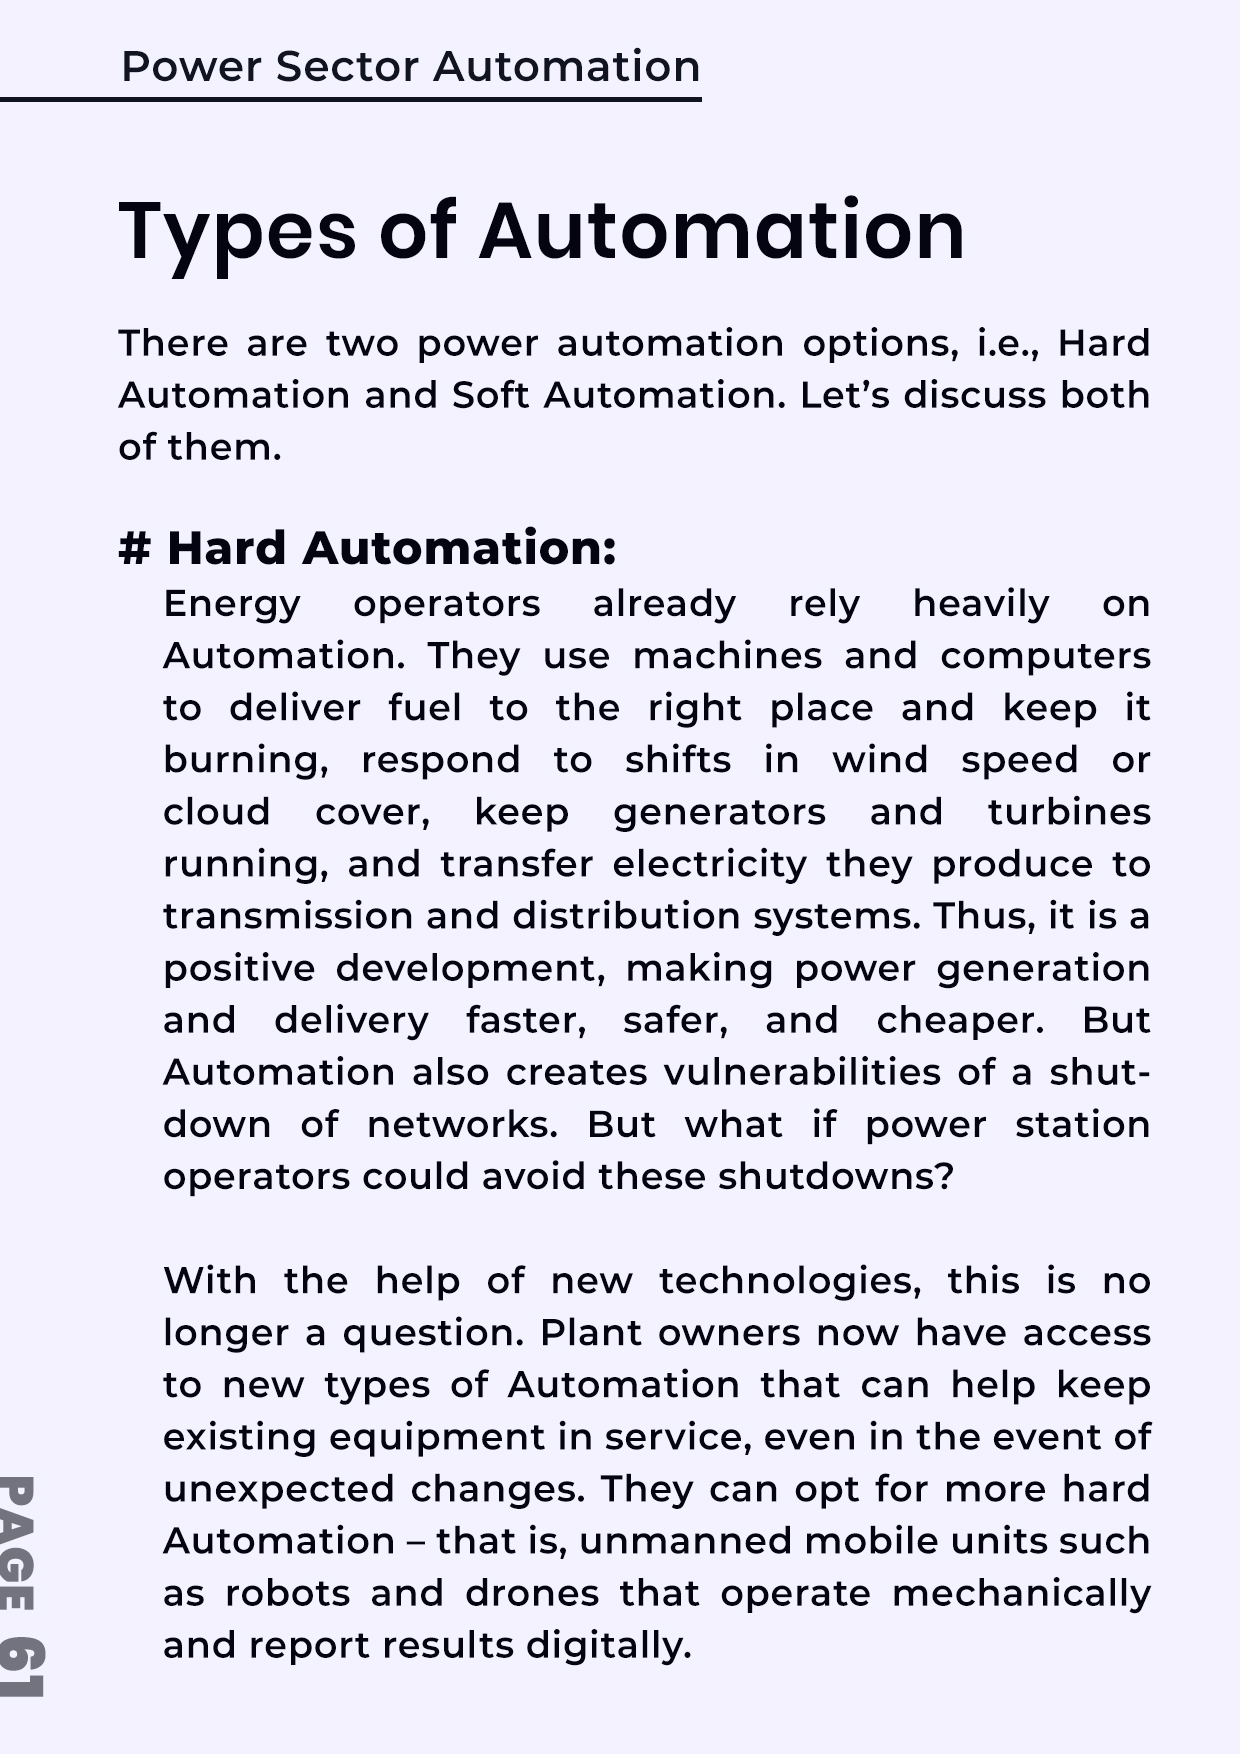 Power Sector Automation
Types of Automation
There are two power automation options, i.e., Hard
Automation and Soft Automation. Let’s discuss both
of them.
# Hard Automation:
Energy operators already rely heavily on
Automation. They use machines and computers
to deliver fuel to the right place and keep it
burning, respond to shifts in wind speed or
cloud cover, keep generators and turbines
running, and transfer electricity they produce to
transmission and distribution systems. Thus, it is a
positive development, making power generation
and delivery faster, safer, and cheaper. But
Automation also creates vulnerabilities of a shut-
down of networks. But what if power station
operators could avoid these shutdowns?
With the help of new technologies, this is no
longer a question. Plant owners now have access
to new types of Automation that can help keep
existing equipment in service, even in the event of
unexpected changes. They can opt for more hard
Automation – that is, unmanned mobile units such
as robots and drones that operate mechanically
and report results digitally.
PAGE 61